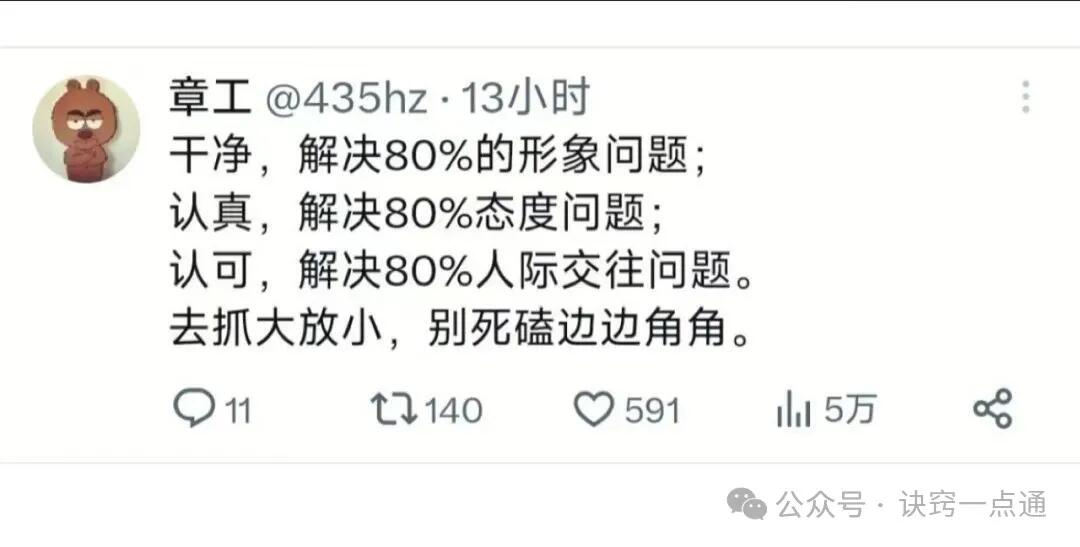 章工 @435hz · 13小时
干净，解决80%的形象问题；
认真，解决80%态度问题；
认可，解决80%人际交往问题。
去抓大放小，别死磕边边角角。
11 140 591 5万
公众号 · 诀窍一点通